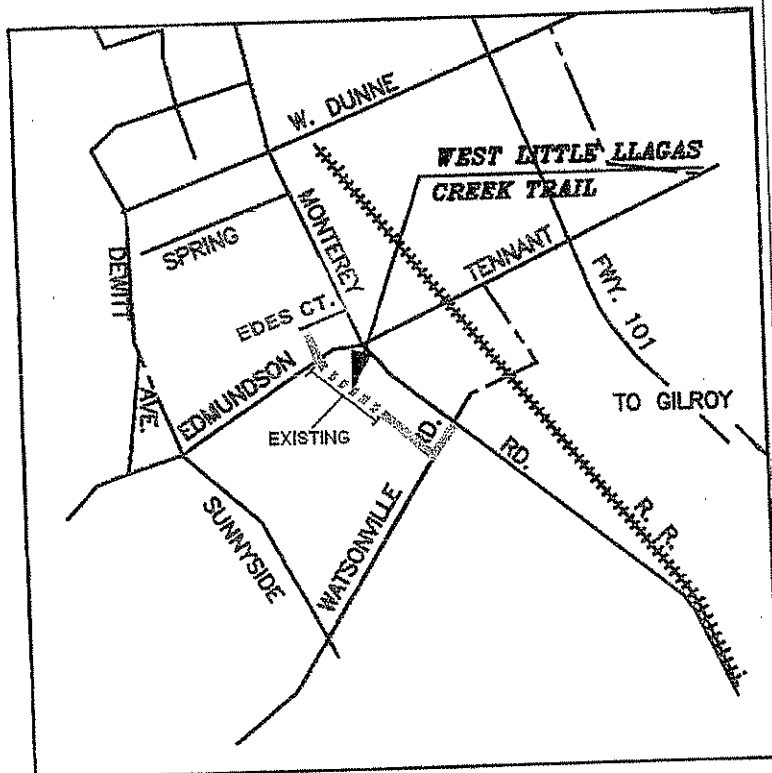 W. DUNNE
WEST LITTLE LLAGAS
CREEK TRAIL
MONTEREY
SPRING
TENNANT
DEWITT
FWY. 101
EDES CT.
EDMUNDSON
AVE.
TO GILROY
EXISTING
RD.
RD.
SUNNYSIDE
WATSONVILLE
R. R.